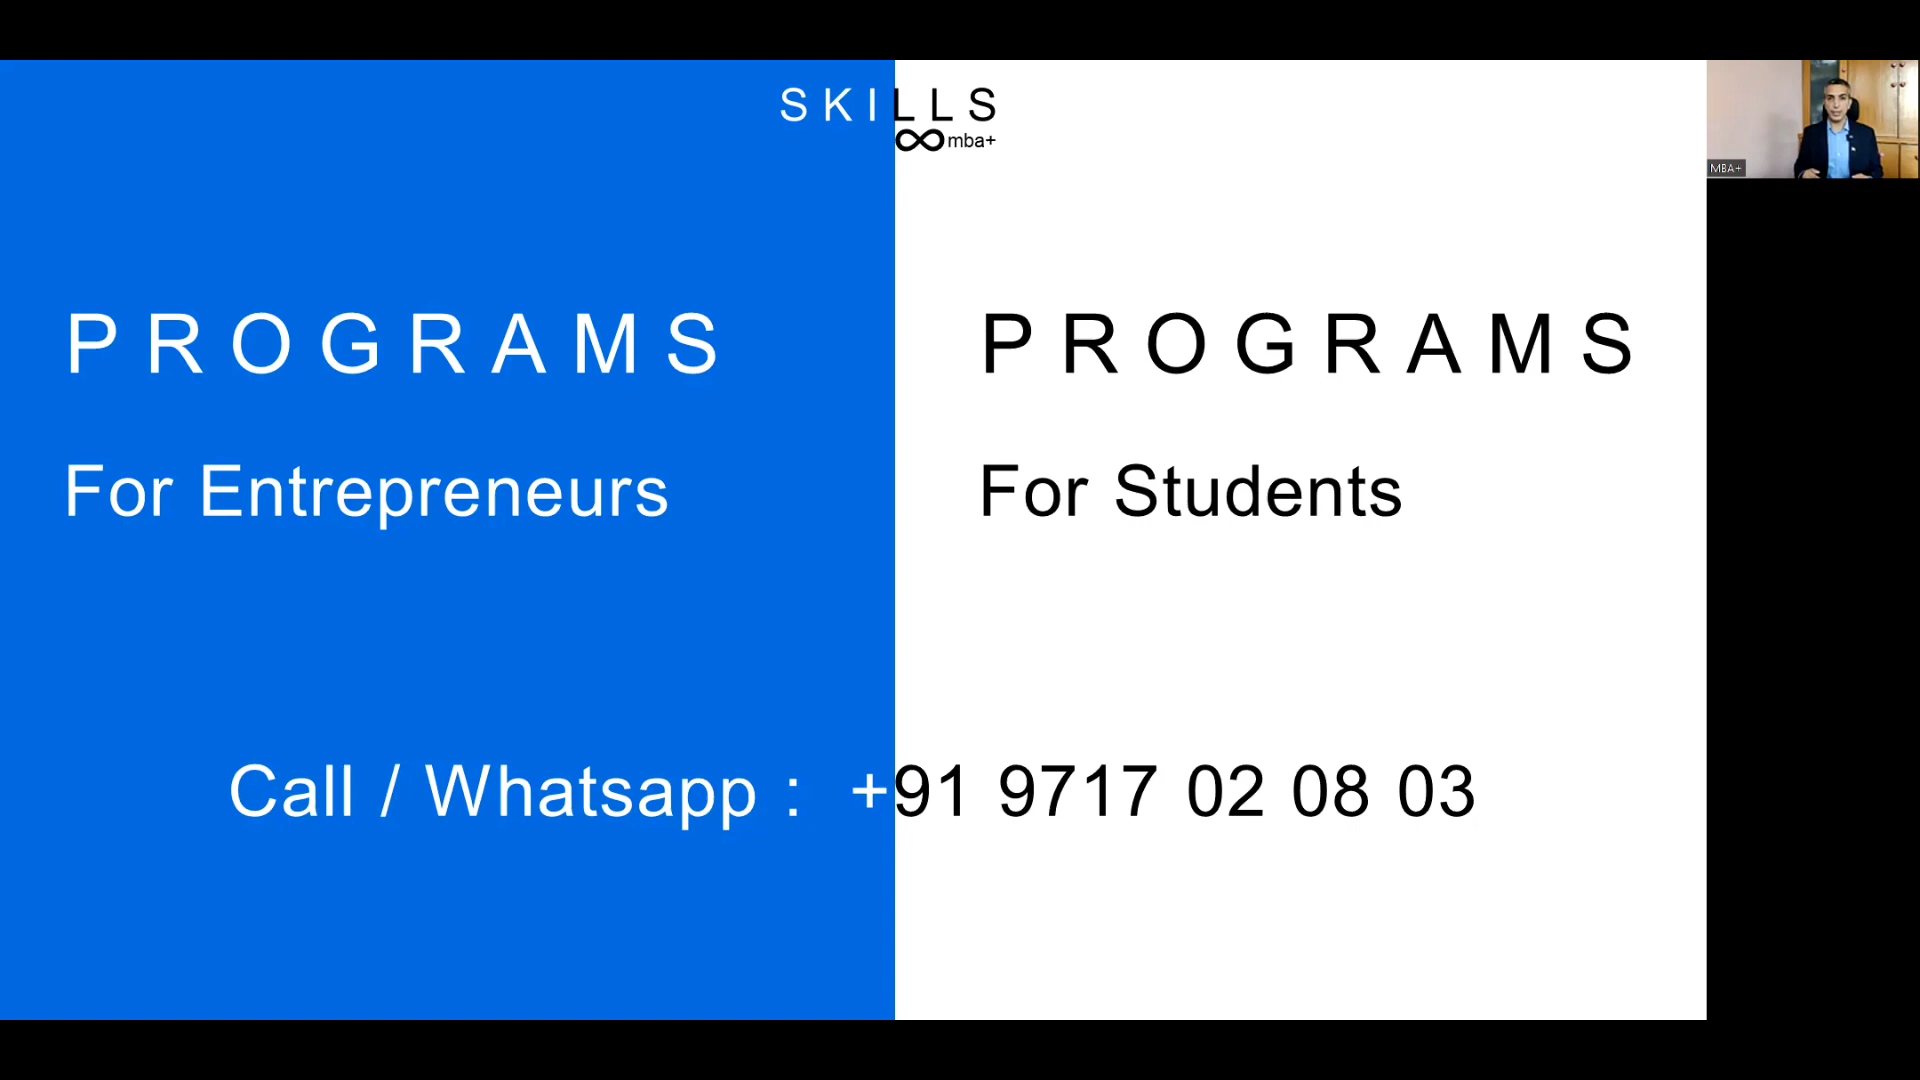 SKILLS
mba+
PROGRAMS
For Entrepreneurs
PROGRAMS
For Students
Call / Whatsapp : +91 9717 02 08 03
MBA+